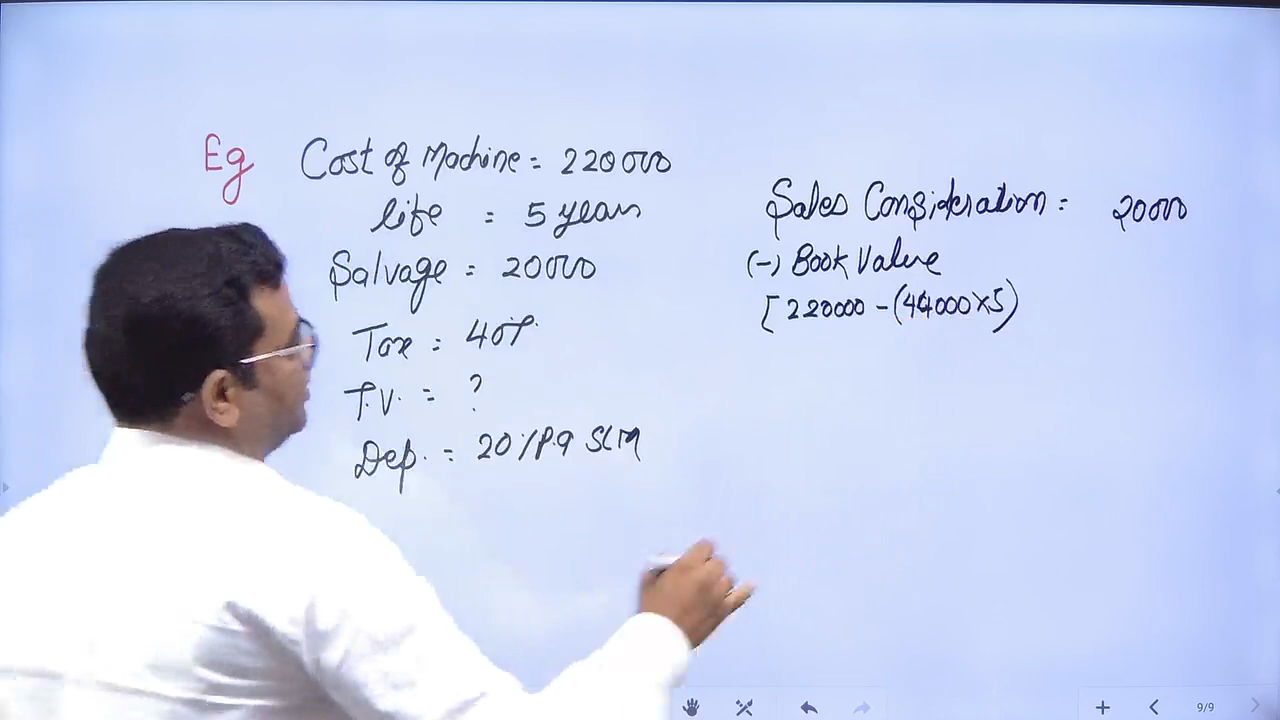 Eg Cost of Machine = 220000
life = 5 years
Salvage = 20000
Tax = 40%
T.V. = ?
Dep. = 20% P.a SLM
Sales Consideration = 20000
(-) Book Value
[220000 - (44000×5)
9/9